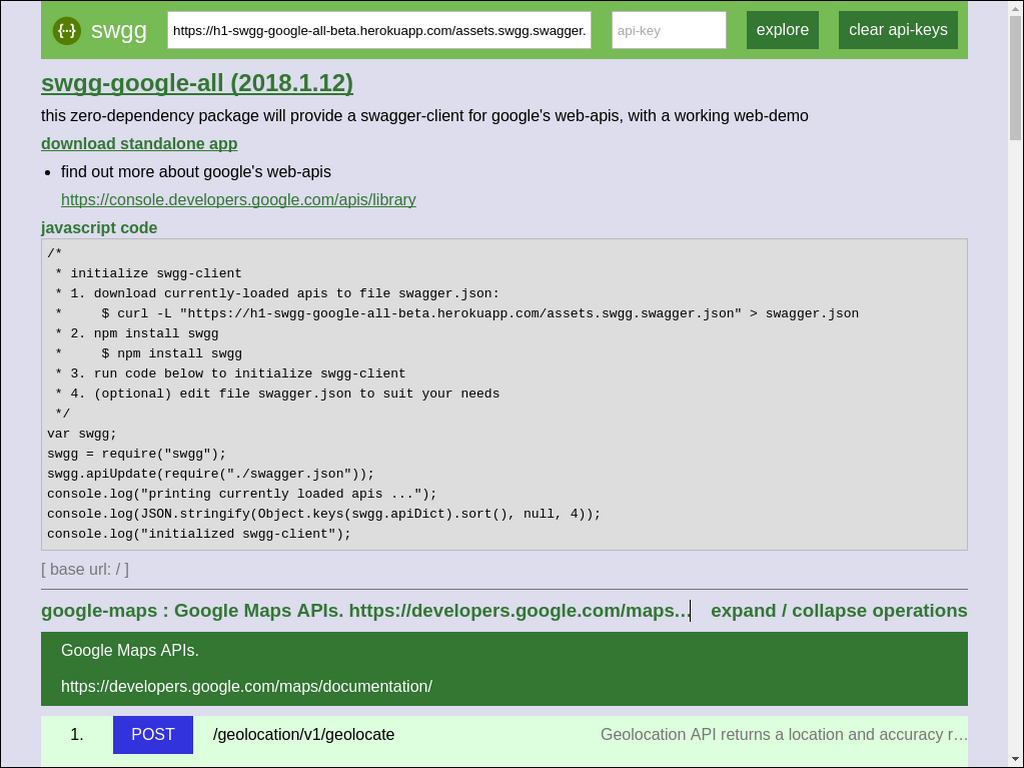 {··} swgg https://h1-swgg-google-all-beta.herokuapp.com/assets.swgg.swagger. api-key explore clear api-keys
swgg-google-all (2018.1.12)
this zero-dependency package will provide a swagger-client for google's web-apis, with a working web-demo
download standalone app
• find out more about google's web-apis
https://console.developers.google.com/apis/library
javascript code
/*
 * initialize swgg-client
 * 1. download currently-loaded apis to file swagger.json:
 *     $ curl -L "https://h1-swgg-google-all-beta.herokuapp.com/assets.swgg.swagger.json" > swagger.json
 * 2. npm install swgg
 *     $ npm install swgg
 * 3. run code below to initialize swgg-client
 * 4. (optional) edit file swagger.json to suit your needs
 */
var swgg;
swgg = require("swgg");
swgg.apiUpdate(require("./swagger.json"));
console.log("printing currently loaded apis ...");
console.log(JSON.stringify(Object.keys(swgg.apiDict).sort(), null, 4));
console.log("initialized swgg-client");
[ base url: / ]
google-maps : Google Maps APIs. https://developers.google.com/maps... expand / collapse operations
Google Maps APIs.
https://developers.google.com/maps/documentation/
1. POST /geolocation/v1/geolocate Geolocation API returns a location and accuracy r…